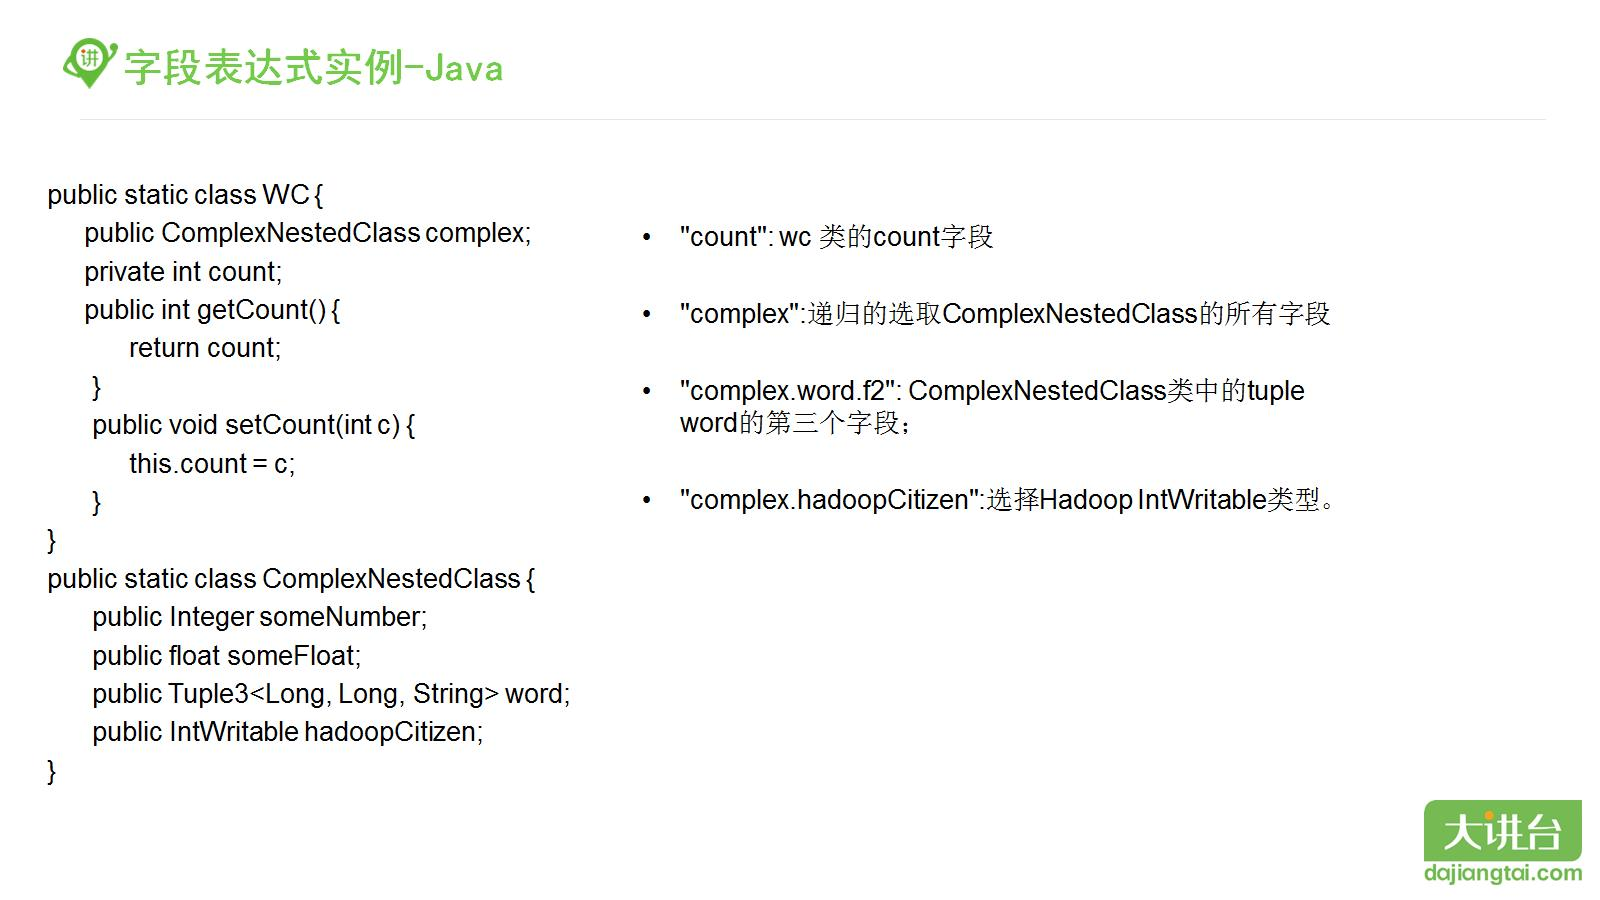 讲
字段表达式实例-Java
public static class WC {
public ComplexNestedClass complex;
private int count;
public int getCount() {
return count;
}
public void setCount(int c) {
this.count = c;
}
}
public static class ComplexNestedClass {
public Integer someNumber;
public float someFloat;
public Tuple3<Long, Long, String> word;
public IntWritable hadoopCitizen;
}
• "count": wc 类的count字段
• "complex":递归的选取ComplexNestedClass的所有字段
• "complex.word.f2": ComplexNestedClass类中的tuple
word的第三个字段；
• "complex.hadoopCitizen":选择Hadoop IntWritable类型。
大讲台
dajiangtai.com